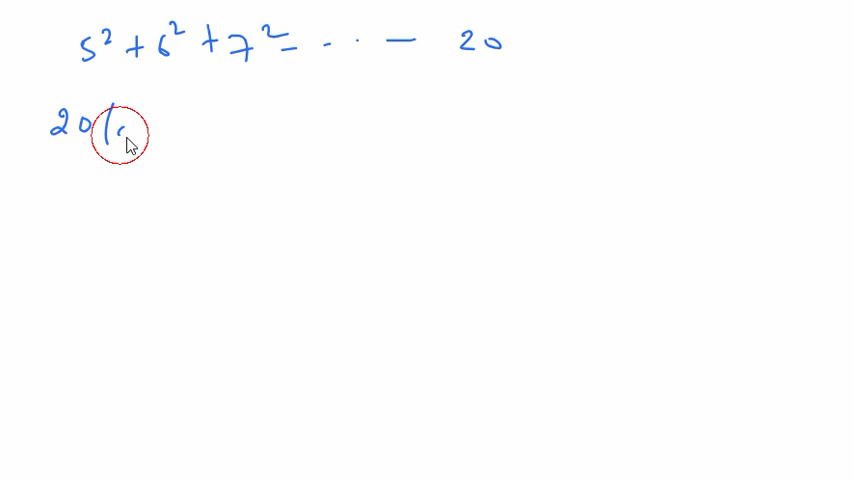 5² + 6² + 7² - - · — 20
20(